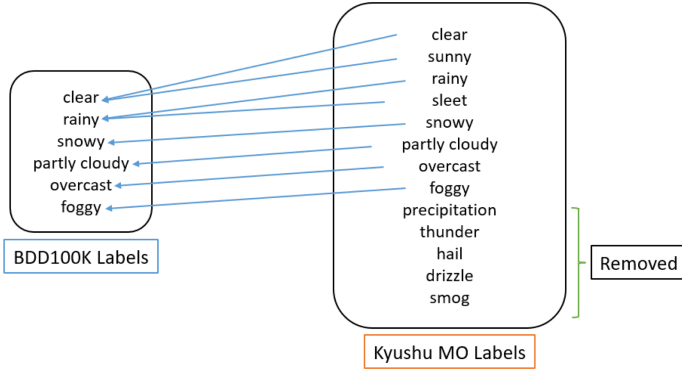 clear
rainy
snowy
partly cloudy
overcast
foggy
BDD100K Labels
clear
sunny
rainy
sleet
snowy
partly cloudy
overcast
foggy
precipitation
thunder
hail
drizzle
smog
Removed
Kyushu MO Labels